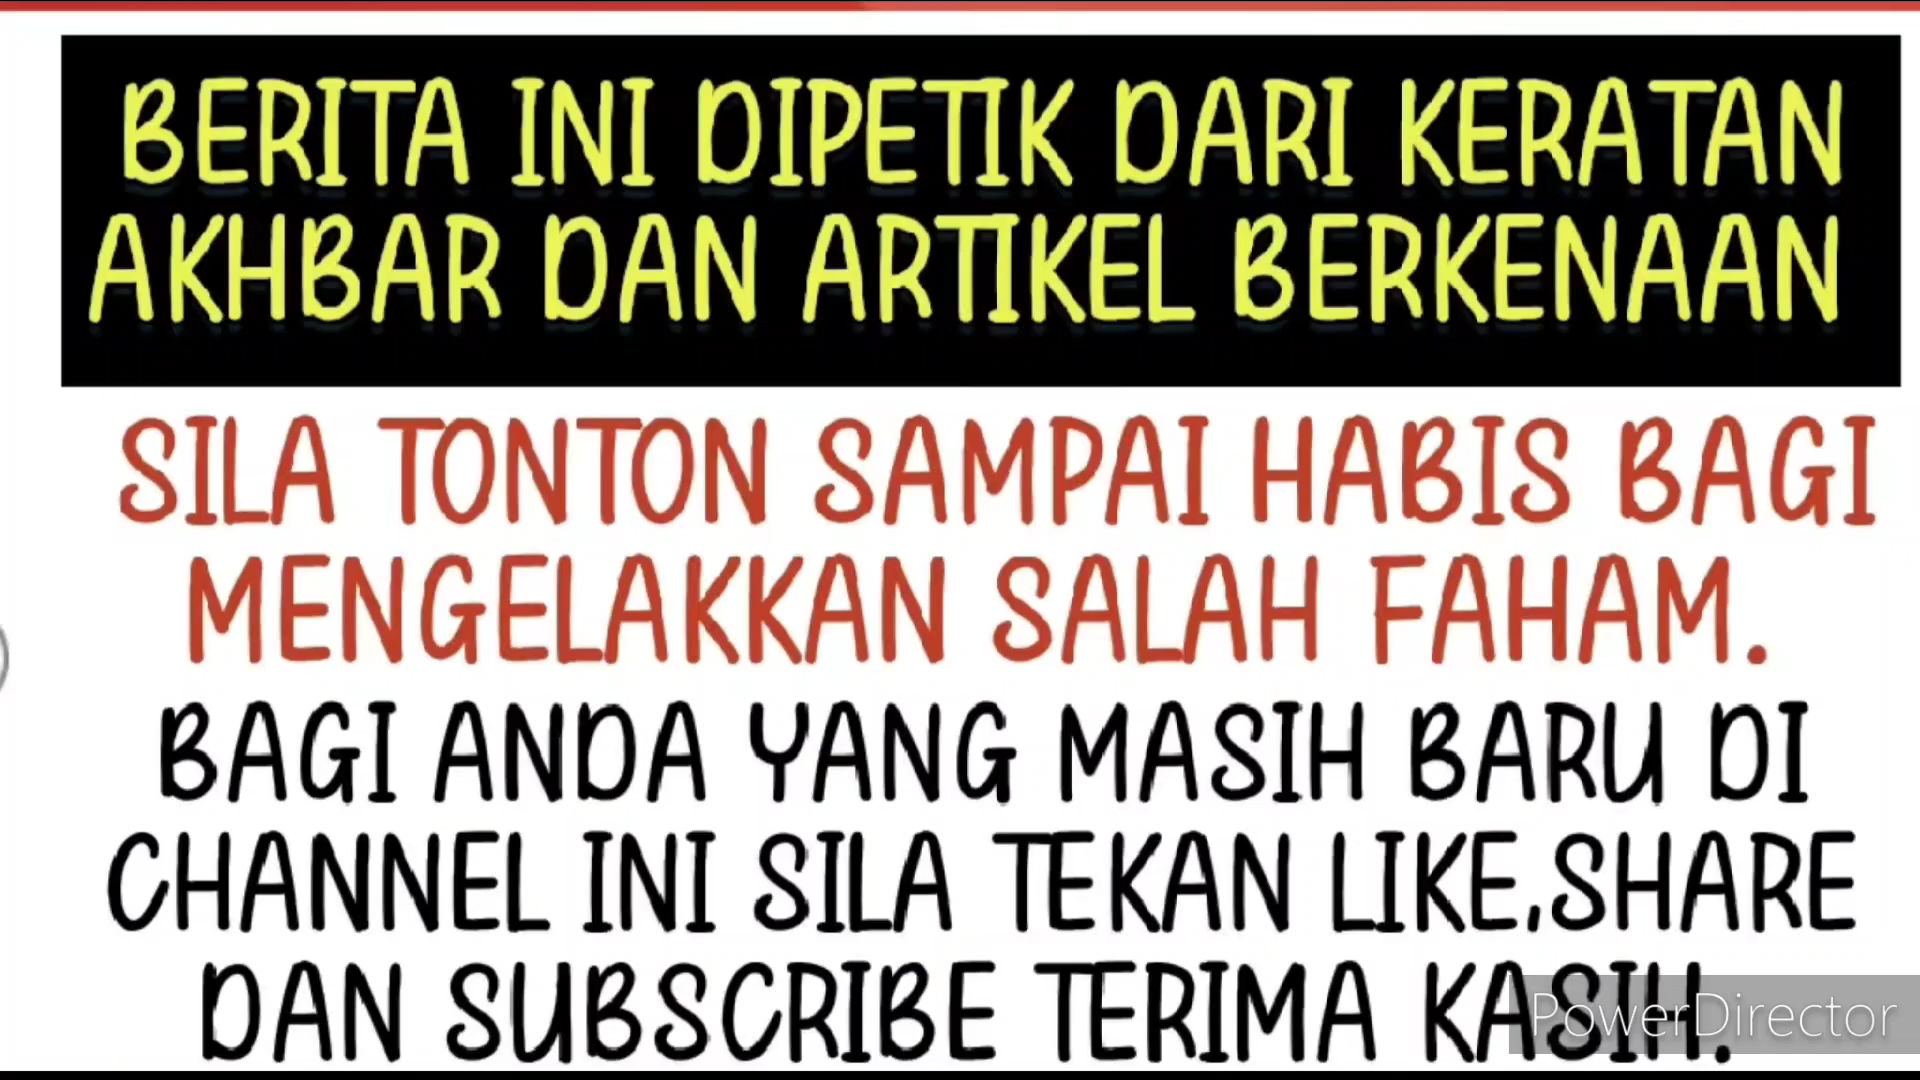 BERITA INI DIPETIK DARI KERATAN
AKHBAR DAN ARTIKEL BERKENAAN
SILA TONTON SAMPAI HABIS BAGI
MENGELAKKAN SALAH FAHAM.
BAGI ANDA YANG MASIH BARU DI
CHANNEL INI SILA TEKAN LIKE,SHARE
DAN SUBSCRIBE TERIMA KASIH.
PowerDirector